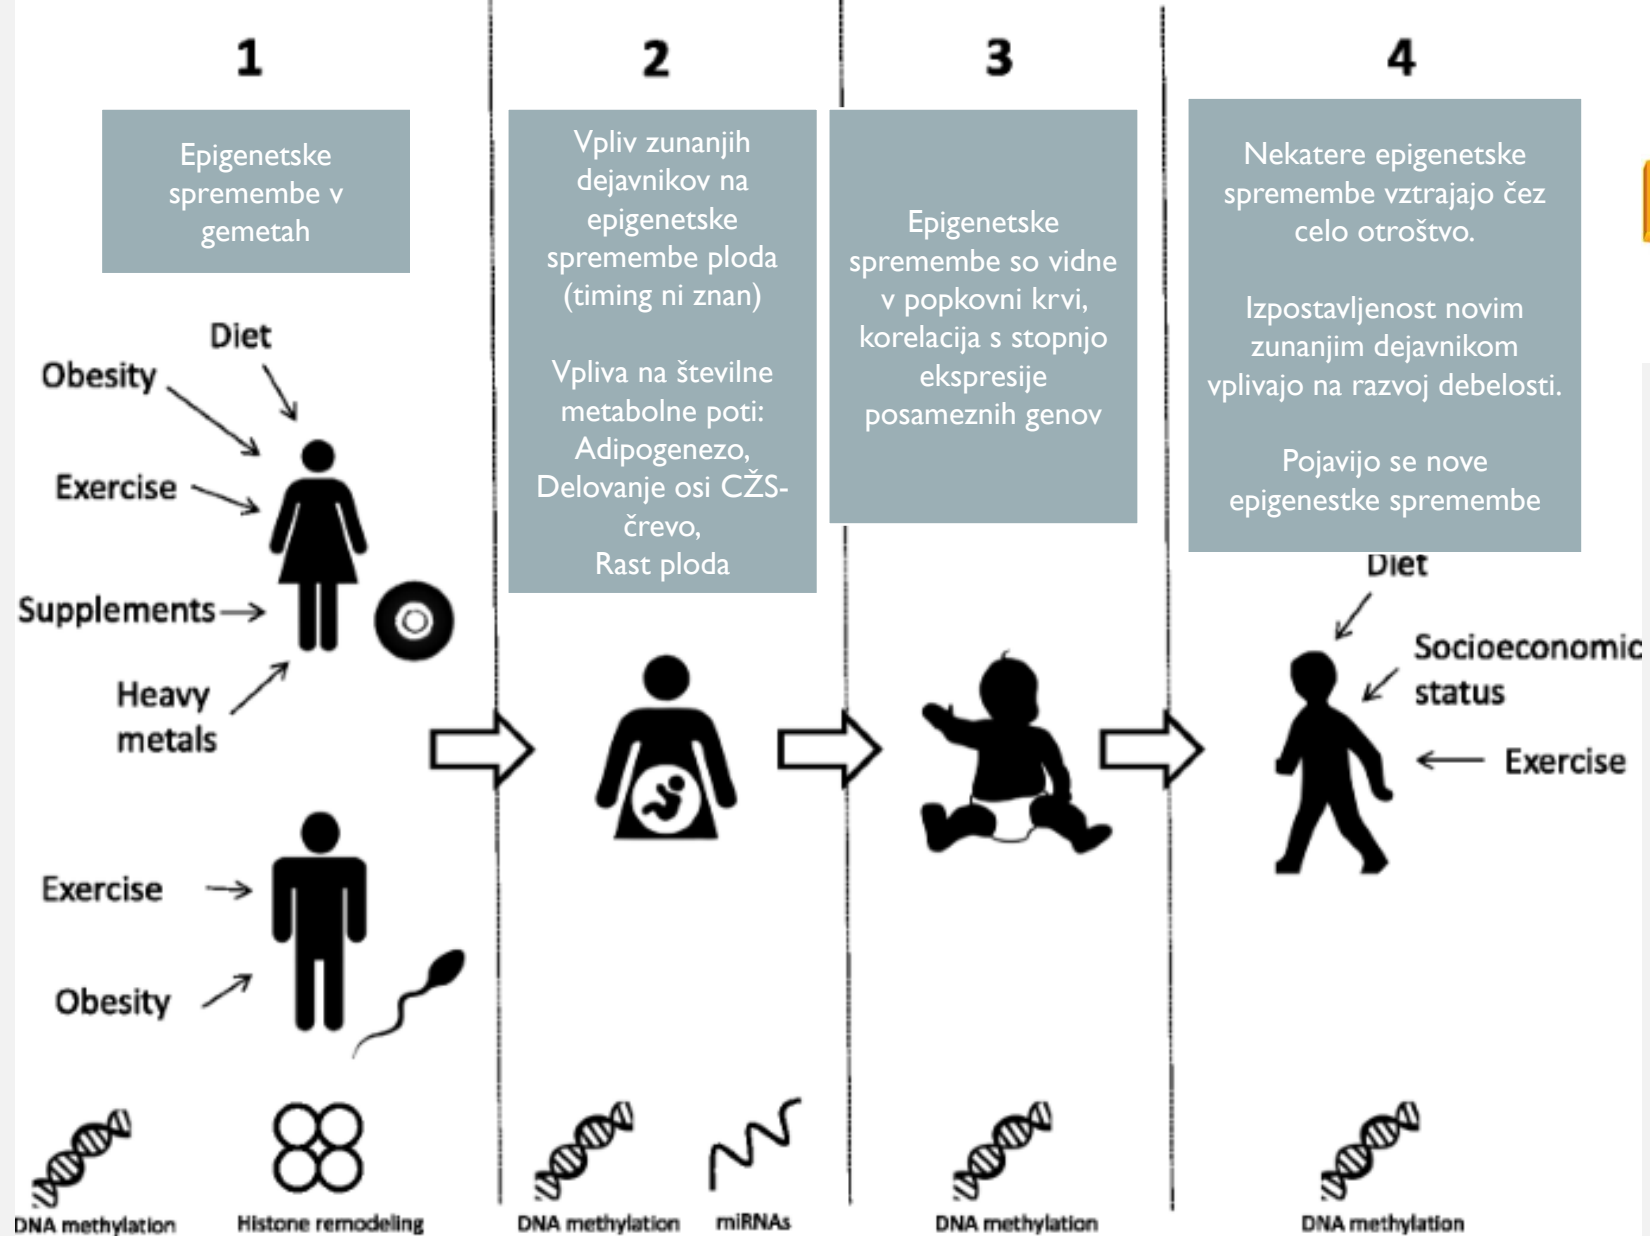 1
Epigenetske
spremembe v
gemetah
Diet
Obesity
Exercise
Supplements
Heavy
metals
Exercise
Obesity
DNA methylation
Histone remodeling
2
Vpliv zunanjih
dejavnikov na
epigenetske
spremembe ploda
(timing ni znan)
Vpliva na številne
metabolne poti:
Adipogenezo,
Delovanje osi CŽS-
črevo,
Rast ploda
DNA methylation
miRNAs
3
Epigenetske
spremembe so vidne
v popkovni krvi,
korelacija s stopnjo
ekspresije
posameznih genov
DNA methylation
4
Nekatere epigenetske
spremembe vztrajajo čez
celo otroštvo.
Izpostavljenost novim
zunanjim dejavnikom
vplivajo na razvoj debelosti.
Pojavijo se nove
epigenestke spremembe
Diet
Socioeconomic
status
Exercise
DNA methylation